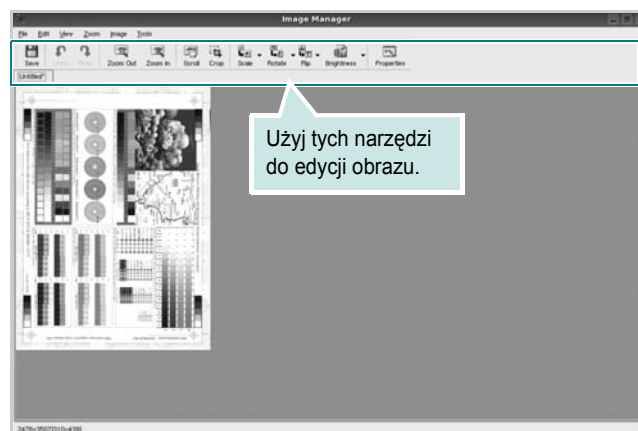 Image Manager
File Edit View Zoom Image Tools
Save Undo Redo Zoom Out Zoom In Scroll Crop Scale Rotate Flip Brightness Properties
Untitled*
Użyj tych narzędzi
do edycji obrazu.